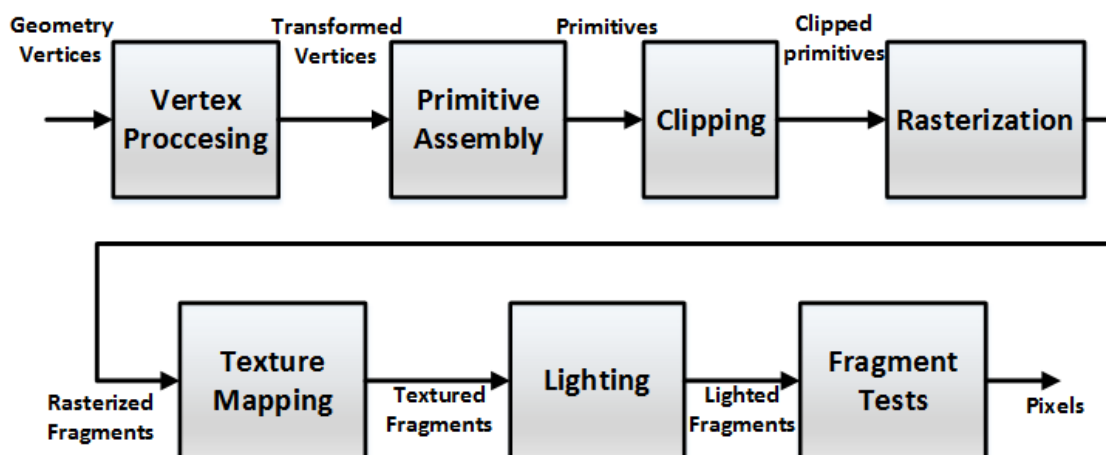 Geometry
Vertices
Transformed
Vertices
Primitives
Clipped
primitives
Vertex
Proccesing
Primitive
Assembly
Clipping
Rasterization
Rasterized
Fragments
Texture
Mapping
Textured
Fragments
Lighting
Lighted
Fragments
Fragment
Tests
Pixels